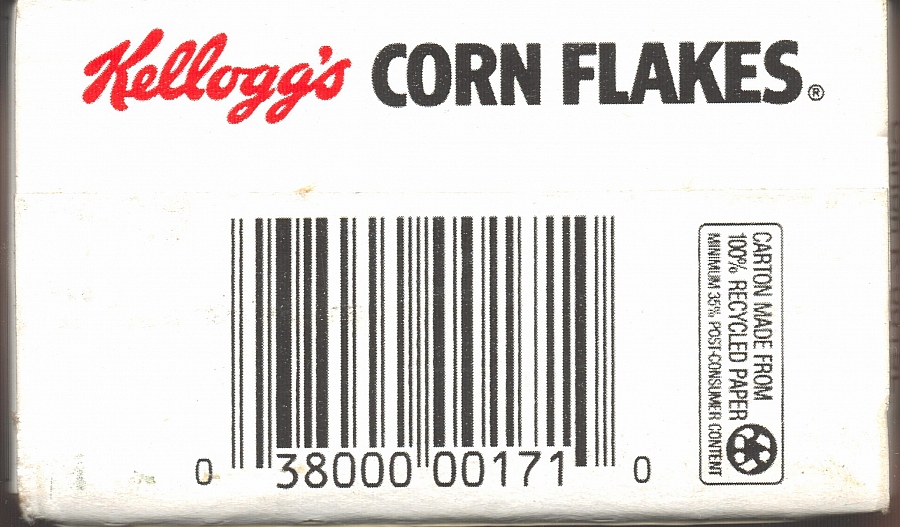 Kellogg's CORN FLAKES®
0 38000 00171 0
CARTON MADE FROM
100% RECYCLED PAPER
MINIMUM 35% POST-CONSUMER CONTENT